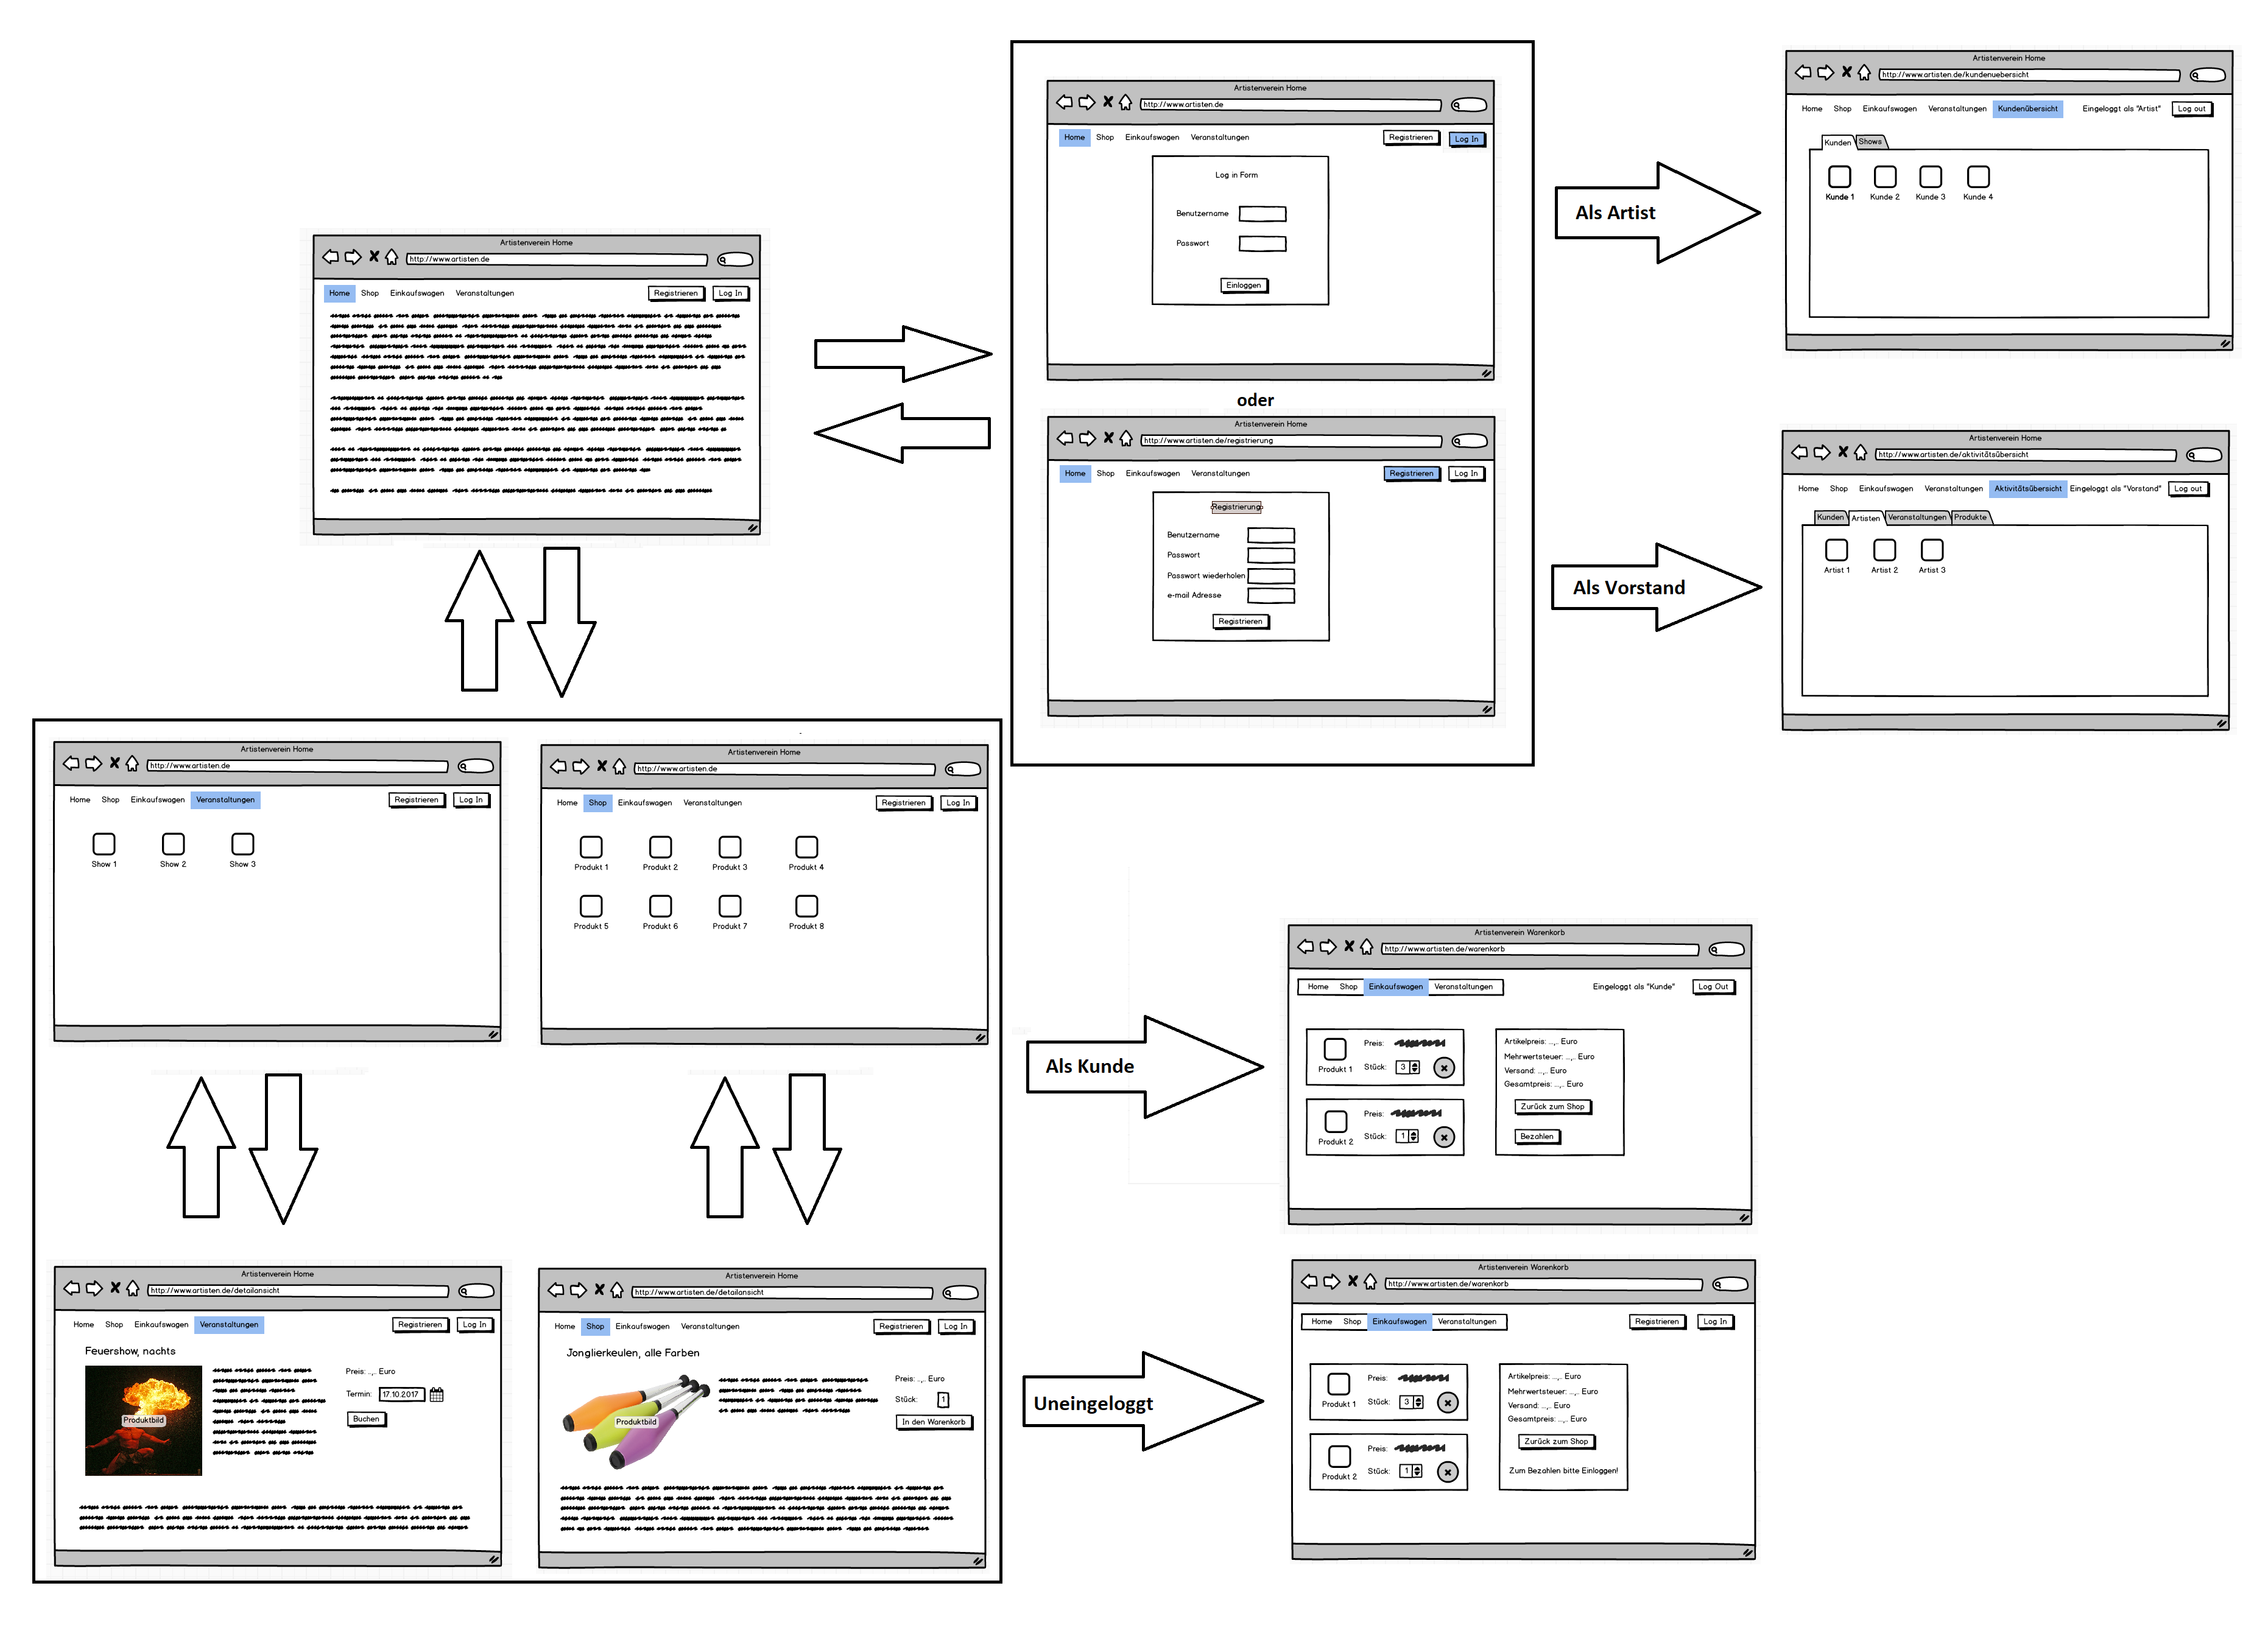 Artistenverein Home
http://www.artisten.de
Home Shop Einkaufswagen Veranstaltungen Registrieren Log In
Artistenverein Home
http://www.artisten.de
Home Shop Einkaufswagen Veranstaltungen Registrieren Log In
Log in Form
Benutzername
Passwort
Einloggen
oder
Artistenverein Home
http://www.artisten.de/registrierung
Home Shop Einkaufswagen Veranstaltungen Registrieren Log In
Registrierung
Benutzername
Passwort
Passwort wiederholen
e-mail Adresse
Registrieren
Als Artist
Artistenverein Home
http://www.artisten.de/kundenuebersicht
Home Shop Einkaufswagen Veranstaltungen Kundenübersicht Eingeloggt als "Artist" Log out
Kunden Shows
Kunde 1 Kunde 2 Kunde 3 Kunde 4
Als Vorstand
Artistenverein Home
http://www.artisten.de/aktivitätsübersicht
Home Shop Einkaufswagen Veranstaltungen Aktivitätsübersicht Eingeloggt als "Vorstand" Log out
Kunden Artisten Veranstaltungen Produkte
Artist 1 Artist 2 Artist 3
Artistenverein Home
http://www.artisten.de
Home Shop Einkaufswagen Veranstaltungen Registrieren Log In
Show 1 Show 2 Show 3
Artistenverein Home
http://www.artisten.de
Home Shop Einkaufswagen Veranstaltungen Registrieren Log In
Produkt 1 Produkt 2 Produkt 3 Produkt 4
Produkt 5 Produkt 6 Produkt 7 Produkt 8
Artistenverein Home
http://www.artisten.de/detailansicht
Home Shop Einkaufswagen Veranstaltungen Registrieren Log In
Feuershow, nachts
Produktbild
Preis: ..,.. Euro
Termin: 17.10.2017
Buchen
Artistenverein Home
http://www.artisten.de/detailansicht
Home Shop Einkaufswagen Veranstaltungen Registrieren Log In
Jonglierkeulen, alle Farben
Produktbild
Preis: ..,.. Euro
Stück: 1
In den Warenkorb
Als Kunde
Artistenverein Warenkorb
http://www.artisten.de/warenkorb
Home Shop Einkaufswagen Veranstaltungen Eingeloggt als "Kunde" Log Out
Produkt 1
Preis:
Stück: 3
Produkt 2
Preis:
Stück: 1
Artikelpreis: ..,.. Euro
Mehrwertsteuer: ..,.. Euro
Versand: ..,.. Euro
Gesamtpreis: ..,.. Euro
Zurück zum Shop
Bezahlen
Uneingeloggt
Artistenverein Warenkorb
http://www.artisten.de/warenkorb
Home Shop Einkaufswagen Veranstaltungen Registrieren Log In
Produkt 1
Preis:
Stück: 3
Produkt 2
Preis:
Stück: 1
Artikelpreis: ..,.. Euro
Mehrwertsteuer: ..,.. Euro
Versand: ..,.. Euro
Gesamtpreis: ..,.. Euro
Zurück zum Shop
Zum Bezahlen bitte Einloggen!